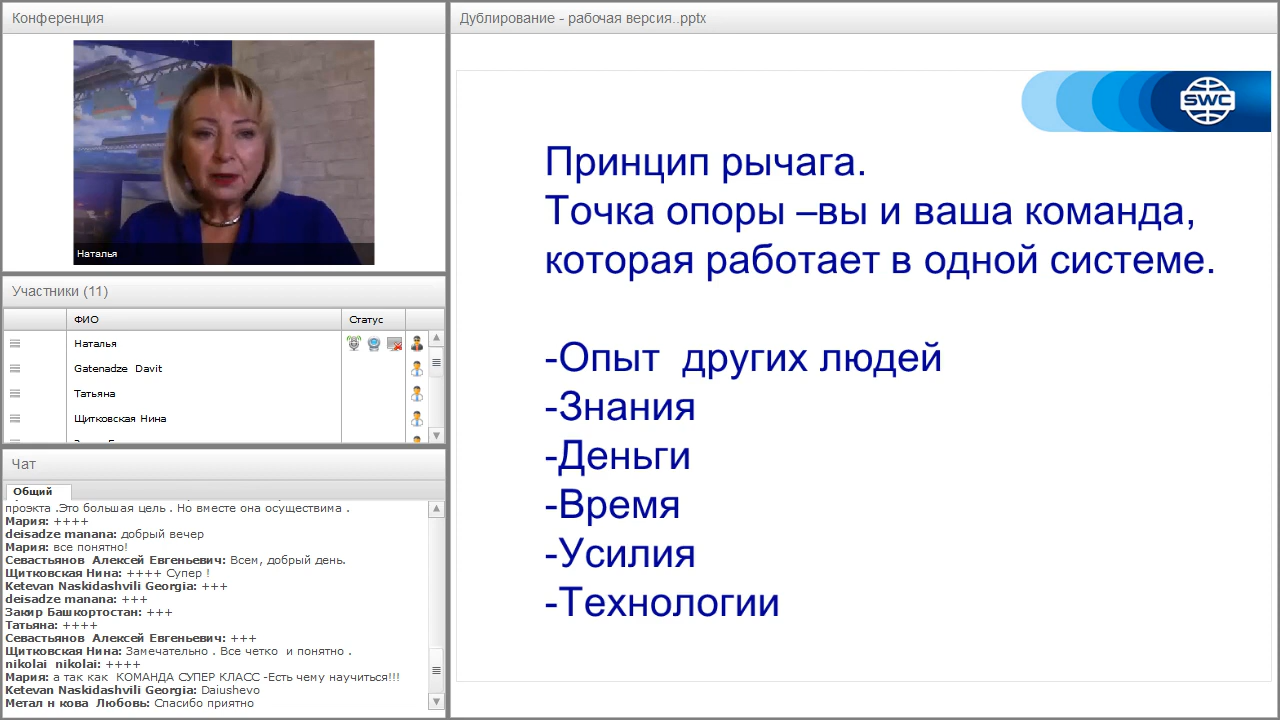 Конференция
Наталья
Участники (11)
ФИО Статус
Наталья
Gatenadze Davit
Татьяна
Щитковская Нина
Чат
Общий
проэкта .Это большая цель . Но вместе она осуществима .
Мария: ++++
deisadze manana: добрый вечер
Мария: все понятно!
Севастьянов Алексей Евгеньевич: Всем, добрый день.
Щитковская Нина: ++++ Супер !
Ketevan Naskidashvili Georgia: +++
deisadze manana: +++
Закир Башкортостан: +++
Татьяна: ++++
Севастьянов Алексей Евгеньевич: +++
Щитковская Нина: Замечательно . Все четко и понятно .
nikolai nikolai: ++++
Мария: а так как КОМАНДА СУПЕР КЛАСС -Есть чему научиться!!!
Ketevan Naskidashvili Georgia: Daiushevo
Метал н кова Любовь: Спесибо приятно
Дублирование - рабочая версия..pptx
SWC
Принцип рычага.
Точка опоры –вы и ваша команда,
которая работает в одной системе.
-Опыт других людей
-Знания
-Деньги
-Время
-Усилия
-Технологии